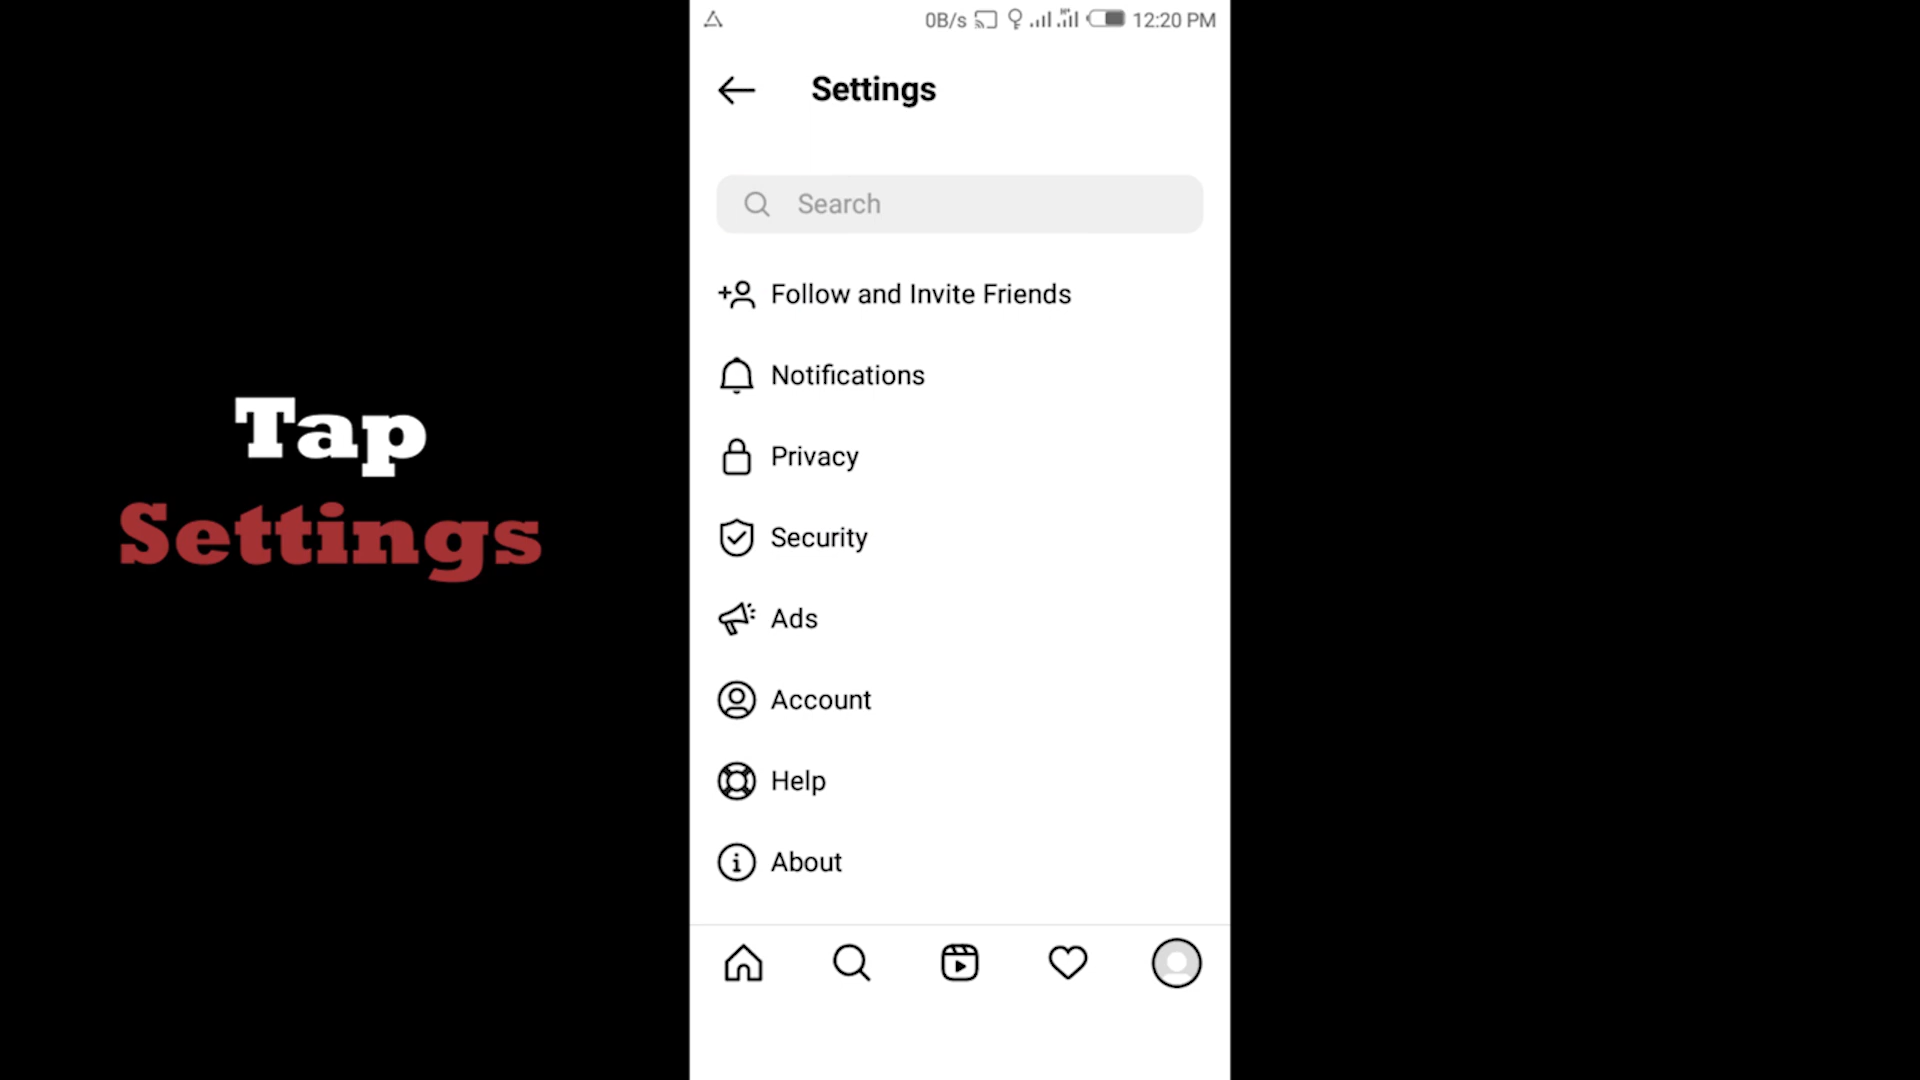 0B/s 12:20 PM
Settings
Search
Follow and Invite Friends
Notifications
Privacy
Security
Ads
Account
Help
About
Tap
Settings